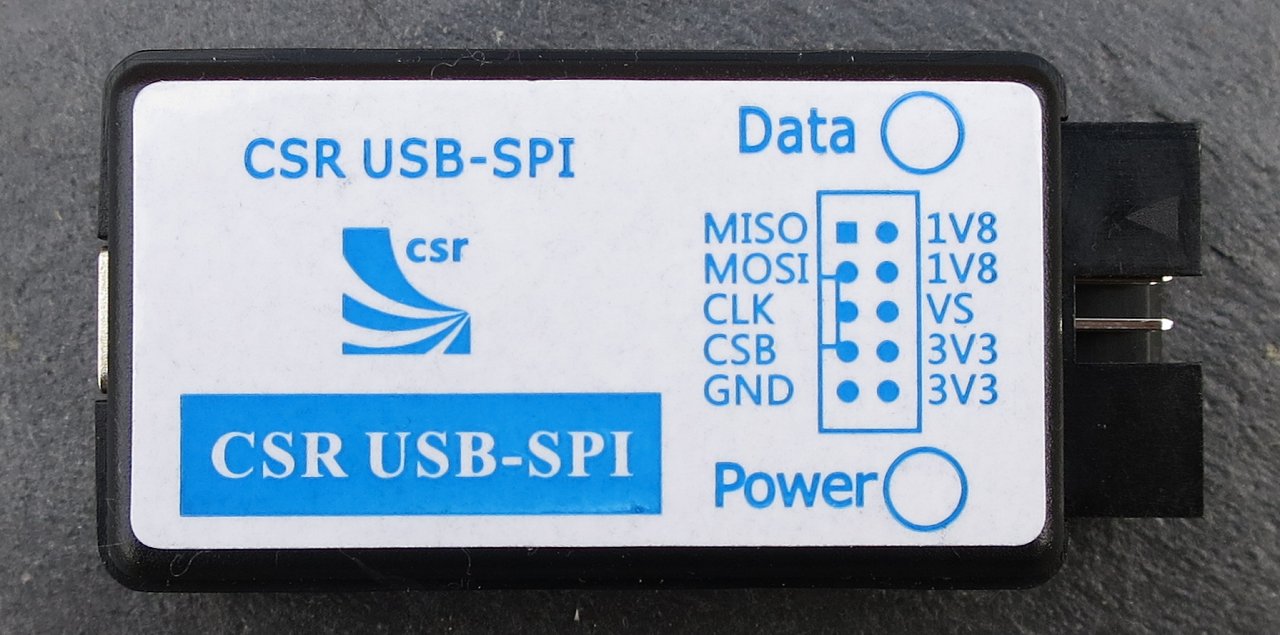 CSR USB-SPI
csr
CSR USB-SPI
Data
MISO 1V8
MOSI 1V8
CLK VS
CSB 3V3
GND 3V3
Power